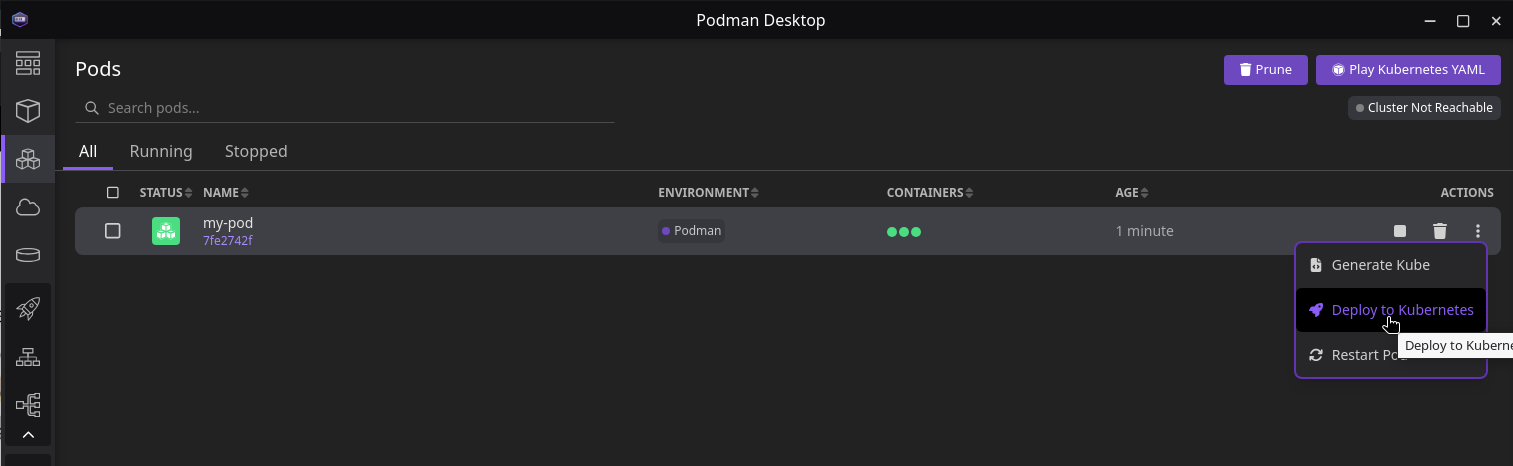 Podman Desktop
Pods
Prune
Play Kubernetes YAML
Search pods...
Cluster Not Reachable
All Running Stopped
STATUS NAME ENVIRONMENT CONTAINERS AGE ACTIONS
my-pod Podman 1 minute
7fe2742f
Generate Kube
Deploy to Kubernetes
Deploy to Kuberne
Restart Po